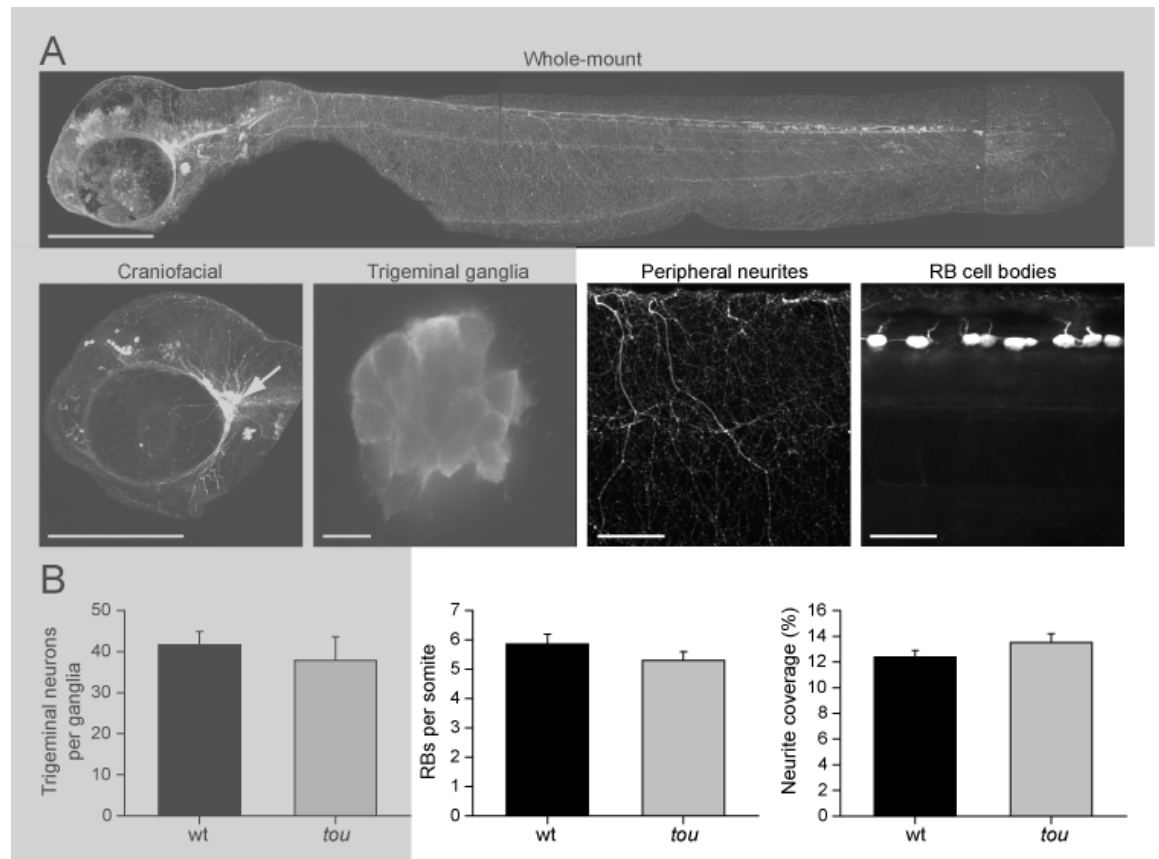 A
Whole-mount
Craniofacial
Trigeminal ganglia
Peripheral neurites
RB cell bodies
B
Trigeminal neurons
per ganglia
50
40
30
20
10
0
wt
tou
RBs per somite
7
6
5
4
3
2
1
0
wt
tou
Neurite coverage (%)
16
14
12
10
8
6
4
2
0
wt
tou